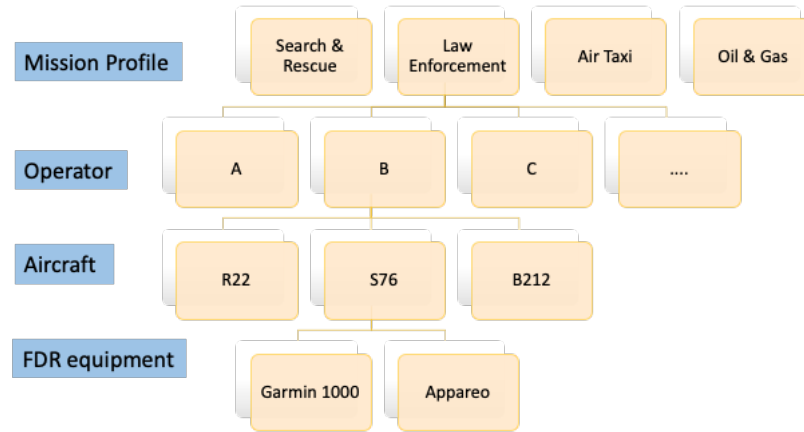 Mission Profile
Search &
Rescue
Law
Enforcement
Air Taxi
Oil & Gas
Operator
A
B
C
....
Aircraft
R22
S76
B212
FDR equipment
Garmin 1000
Appareo